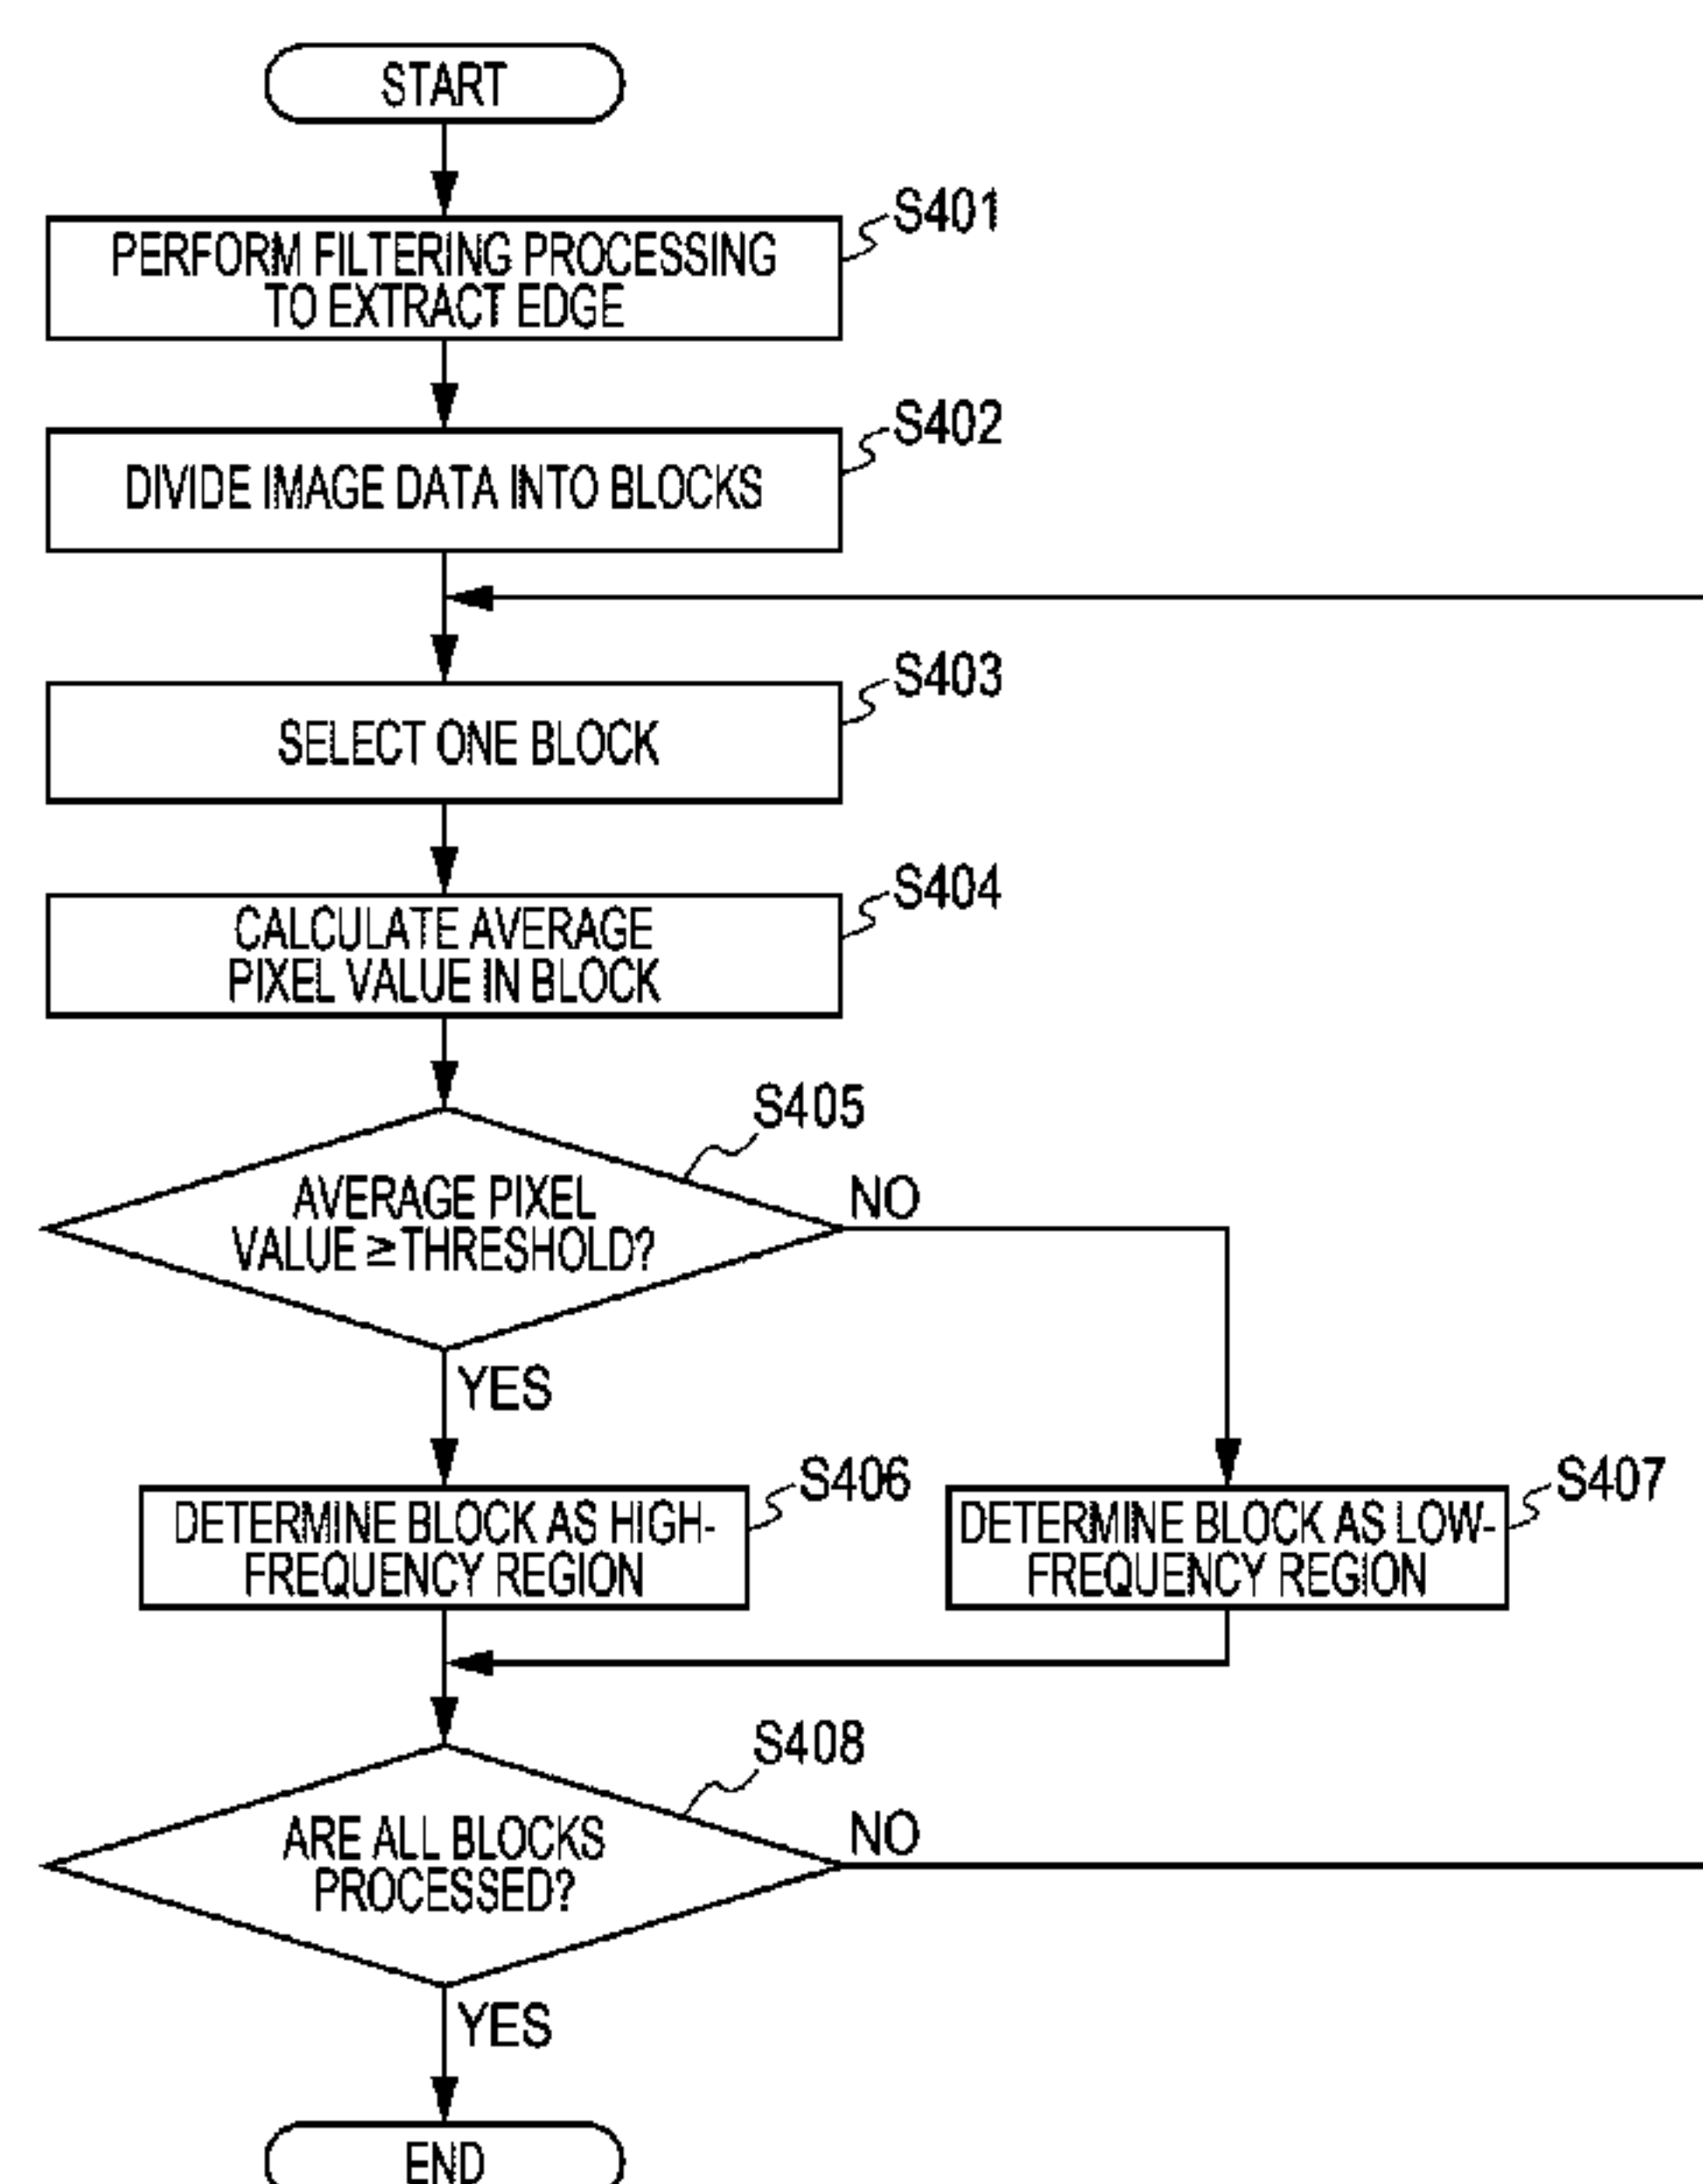 START
S401
PERFORM FILTERING PROCESSING
TO EXTRACT EDGE
S402
DIVIDE IMAGE DATA INTO BLOCKS
S403
SELECT ONE BLOCK
S404
CALCULATE AVERAGE
PIXEL VALUE IN BLOCK
S405
AVERAGE PIXEL
VALUE ≧ THRESHOLD?
NO
YES
S406
DETERMINE BLOCK AS HIGH-
FREQUENCY REGION
S407
DETERMINE BLOCK AS LOW-
FREQUENCY REGION
S408
ARE ALL BLOCKS
PROCESSED?
NO
YES
END